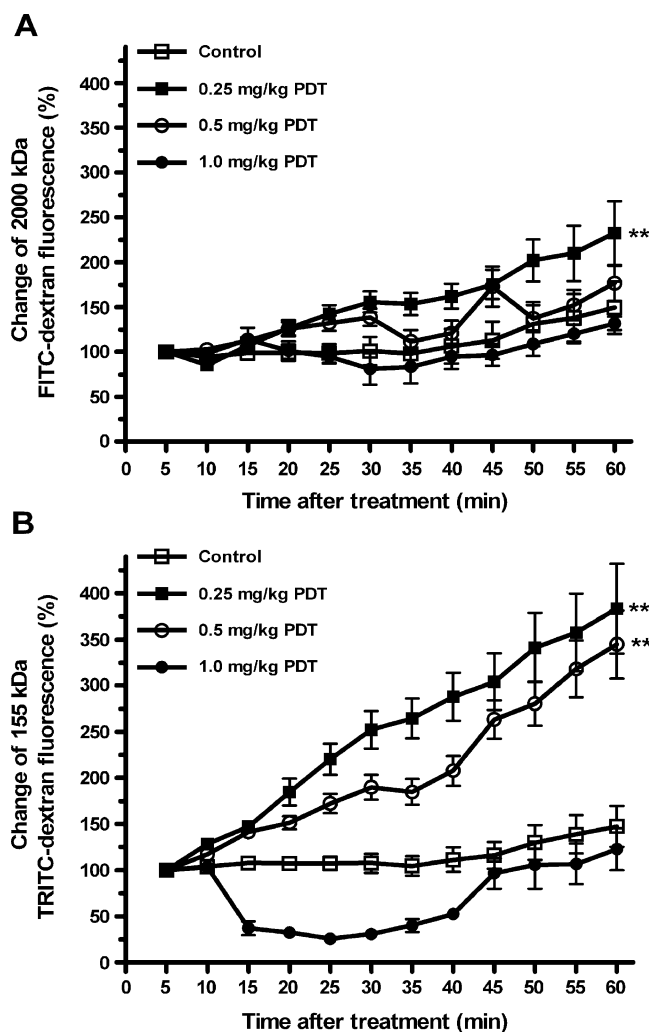 A
Control
0.25 mg/kg PDT
0.5 mg/kg PDT
1.0 mg/kg PDT
Change of 2000 kDa
FITC-dextran fluorescence (%)
400
350
300
250
200
150
100
50
0
**
0 5 10 15 20 25 30 35 40 45 50 55 60
Time after treatment (min)
B
Control
0.25 mg/kg PDT
0.5 mg/kg PDT
1.0 mg/kg PDT
Change of 155 kDa
TRITC-dextran fluorescence (%)
400
350
300
250
200
150
100
50
0
**
**
0 5 10 15 20 25 30 35 40 45 50 55 60
Time after treatment (min)